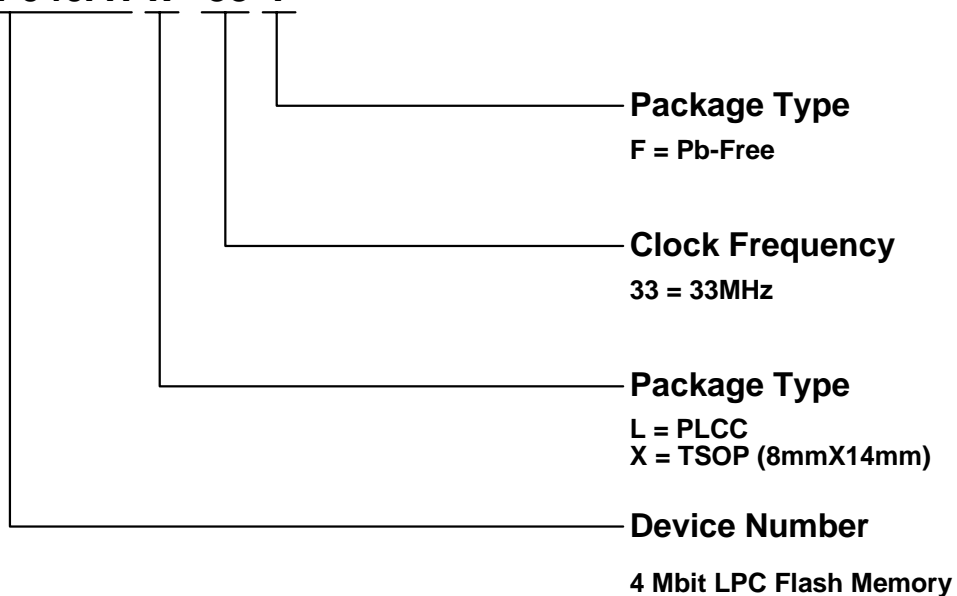 Package Type
F = Pb-Free
Clock Frequency
33 = 33MHz
Package Type
L = PLCC
X = TSOP (8mmX14mm)
Device Number
4 Mbit LPC Flash Memory